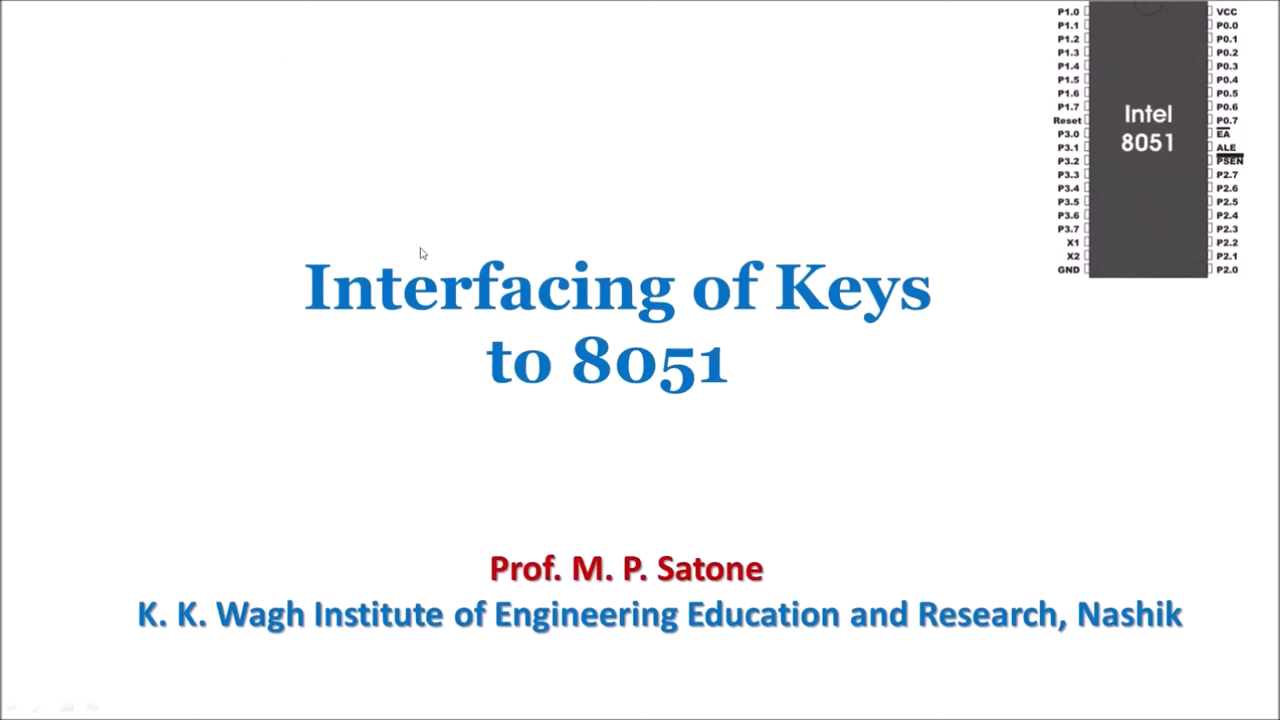 P1.0
P1.1
P1.2
P1.3
P1.4
P1.5
P1.6
P1.7
Reset
P3.0
P3.1
P3.2
P3.3
P3.4
P3.5
P3.6
P3.7
X1
X2
GND
Intel
8051
VCC
P0.0
P0.1
P0.2
P0.3
P0.4
P0.5
P0.6
P0.7
EA
ALE
PSEN
P2.7
P2.6
P2.5
P2.4
P2.3
P2.2
P2.1
P2.0
Interfacing of Keys
to 8051
Prof. M. P. Satone
K. K. Wagh Institute of Engineering Education and Research, Nashik